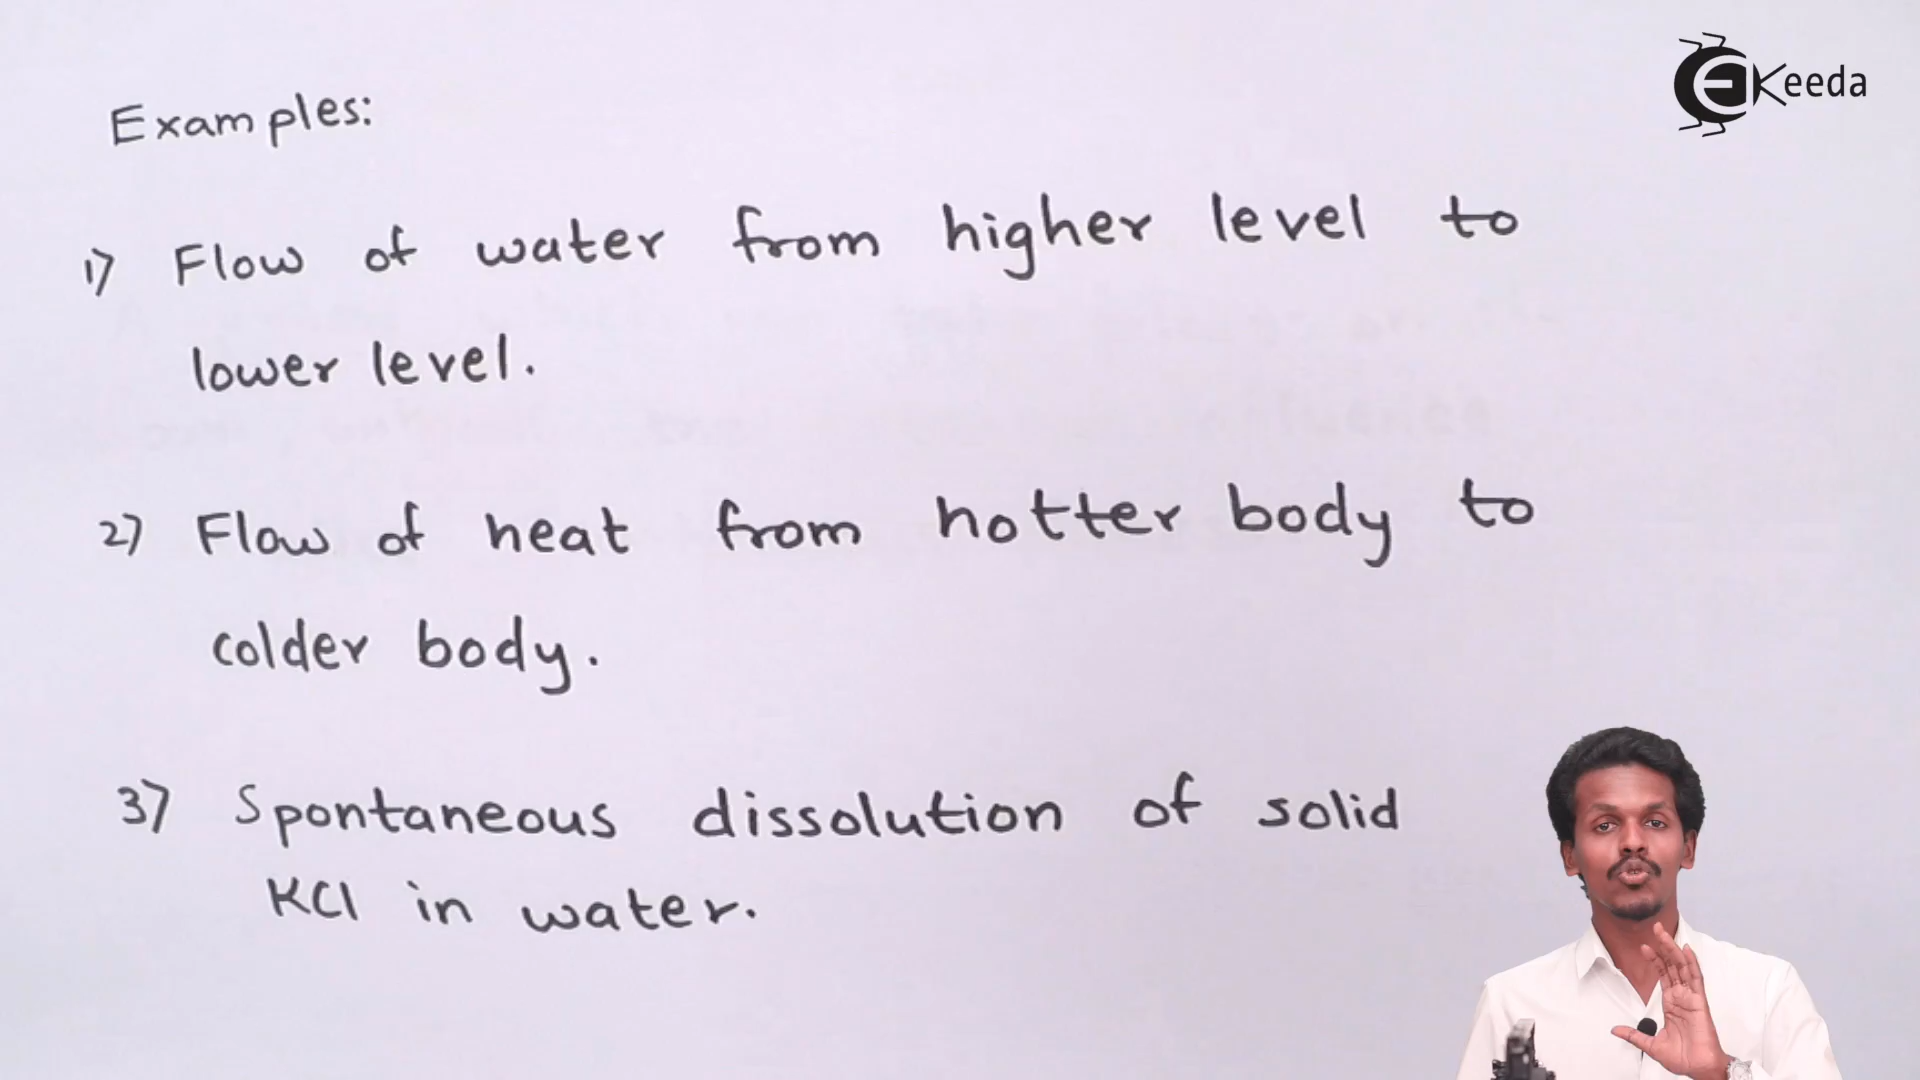 EKeeda
Examples:
1) Flow of water from higher level to
lower level.
2) Flow of heat from hotter body to
colder body.
3) Spontaneous dissolution of solid
KCl in water.